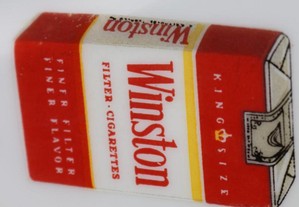 Winston
FINER FILTER
FINER FLAVOR
Winston
FILTER · CIGARETTES
KING SIZE